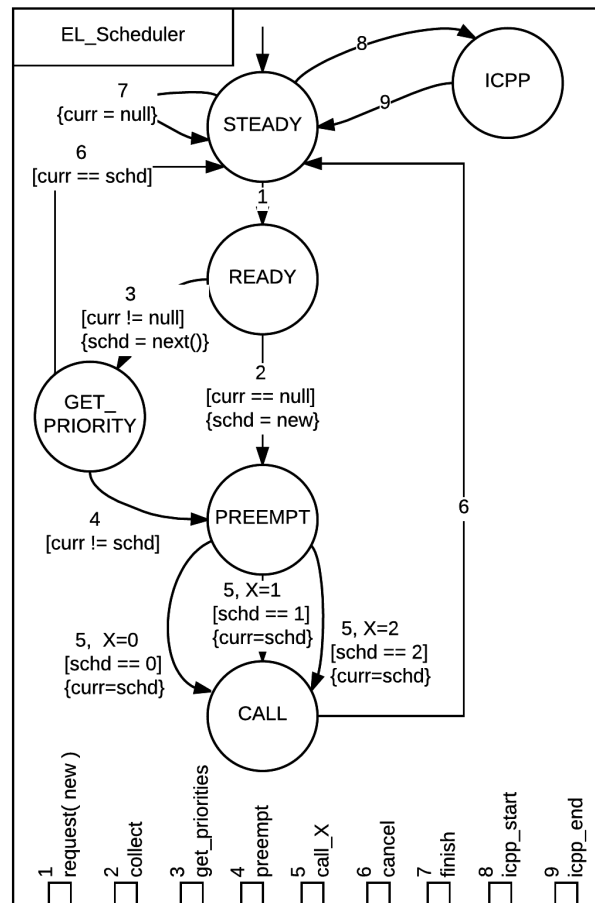 EL_Scheduler
8
ICPP
7
{curr = null}
STEADY
9
6
[curr == schd]
1
READY
3
[curr != null]
{schd = next()}
2
[curr == null]
{schd = new}
GET_
PRIORITY
PREEMPT
6
4
[curr != schd]
5, X=1
[schd == 1]
{curr=schd}
5, X=0
[schd == 0]
{curr=schd}
5, X=2
[schd == 2]
{curr=schd}
CALL
1 request( new )
2 collect
3 get_priorities
4 preempt
5 call_X
6 cancel
7 finish
8 icpp_start
9 icpp_end